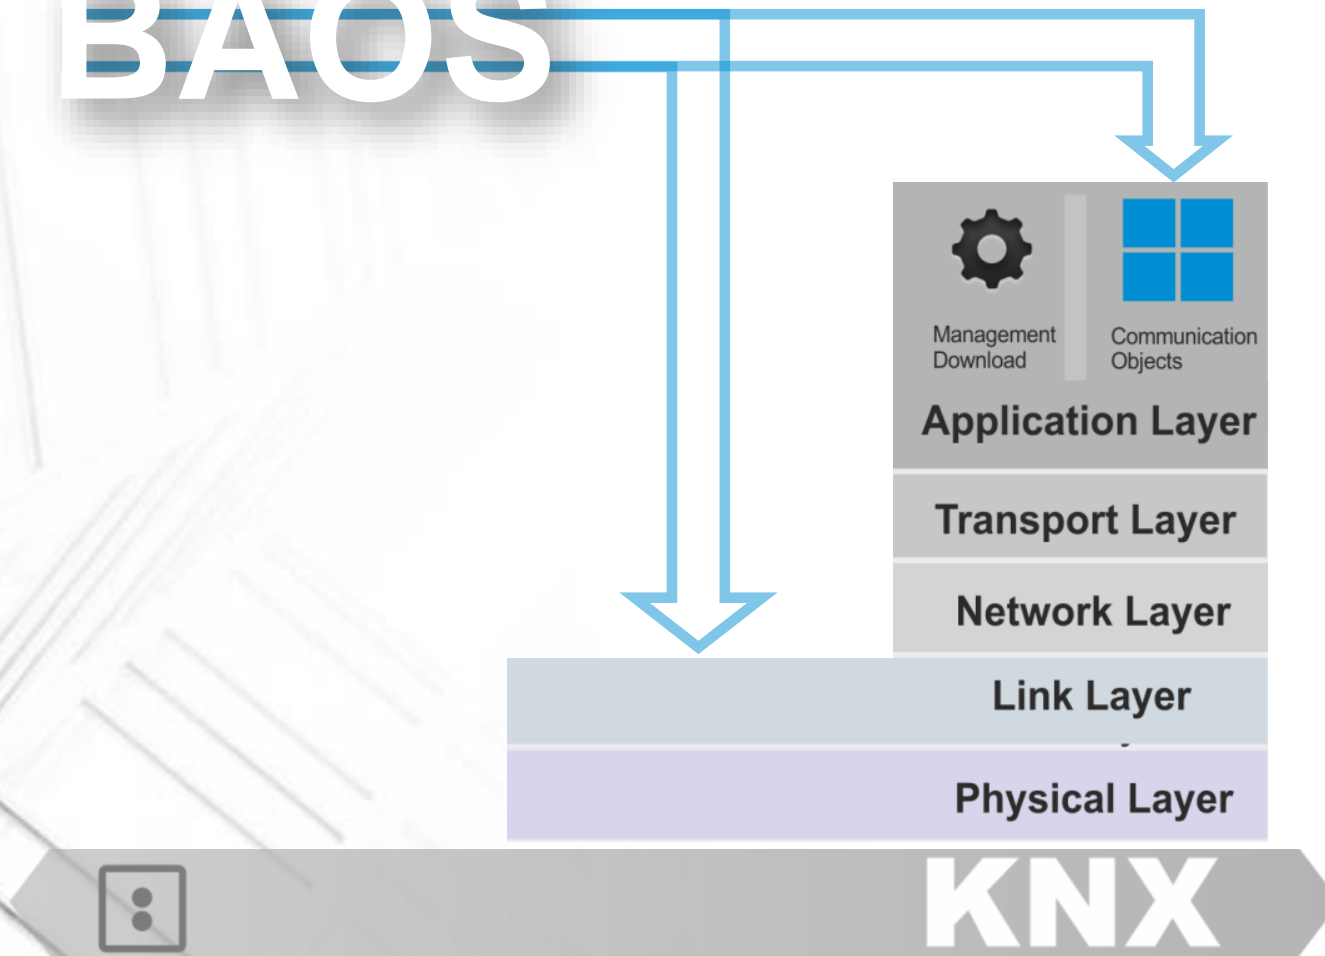 BAOS
Management
Download
Communication
Objects
Application Layer
Transport Layer
Network Layer
Link Layer
Physical Layer
KNX